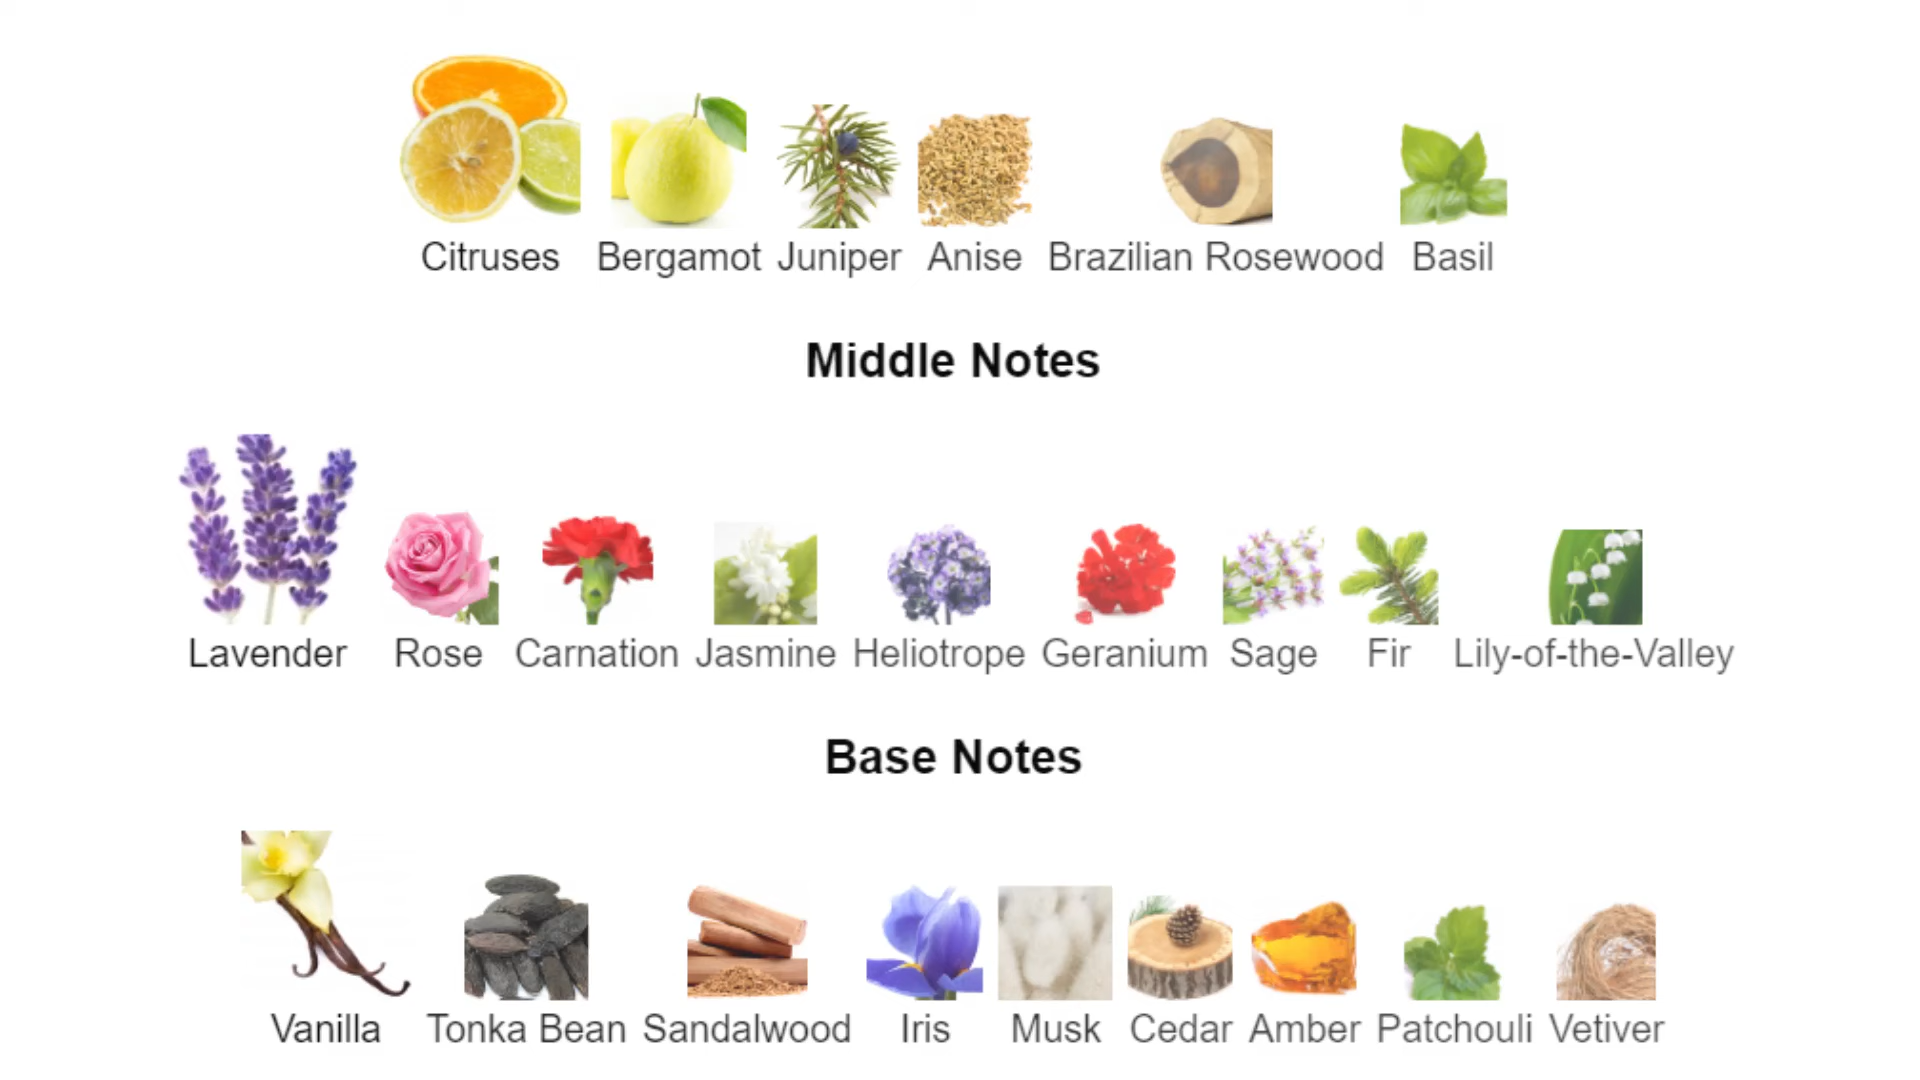 Citruses Bergamot Juniper Anise Brazilian Rosewood Basil
Middle Notes
Lavender Rose Carnation Jasmine Heliotrope Geranium Sage Fir Lily-of-the-Valley
Base Notes
Vanilla Tonka Bean Sandalwood Iris Musk Cedar Amber Patchouli Vetiver